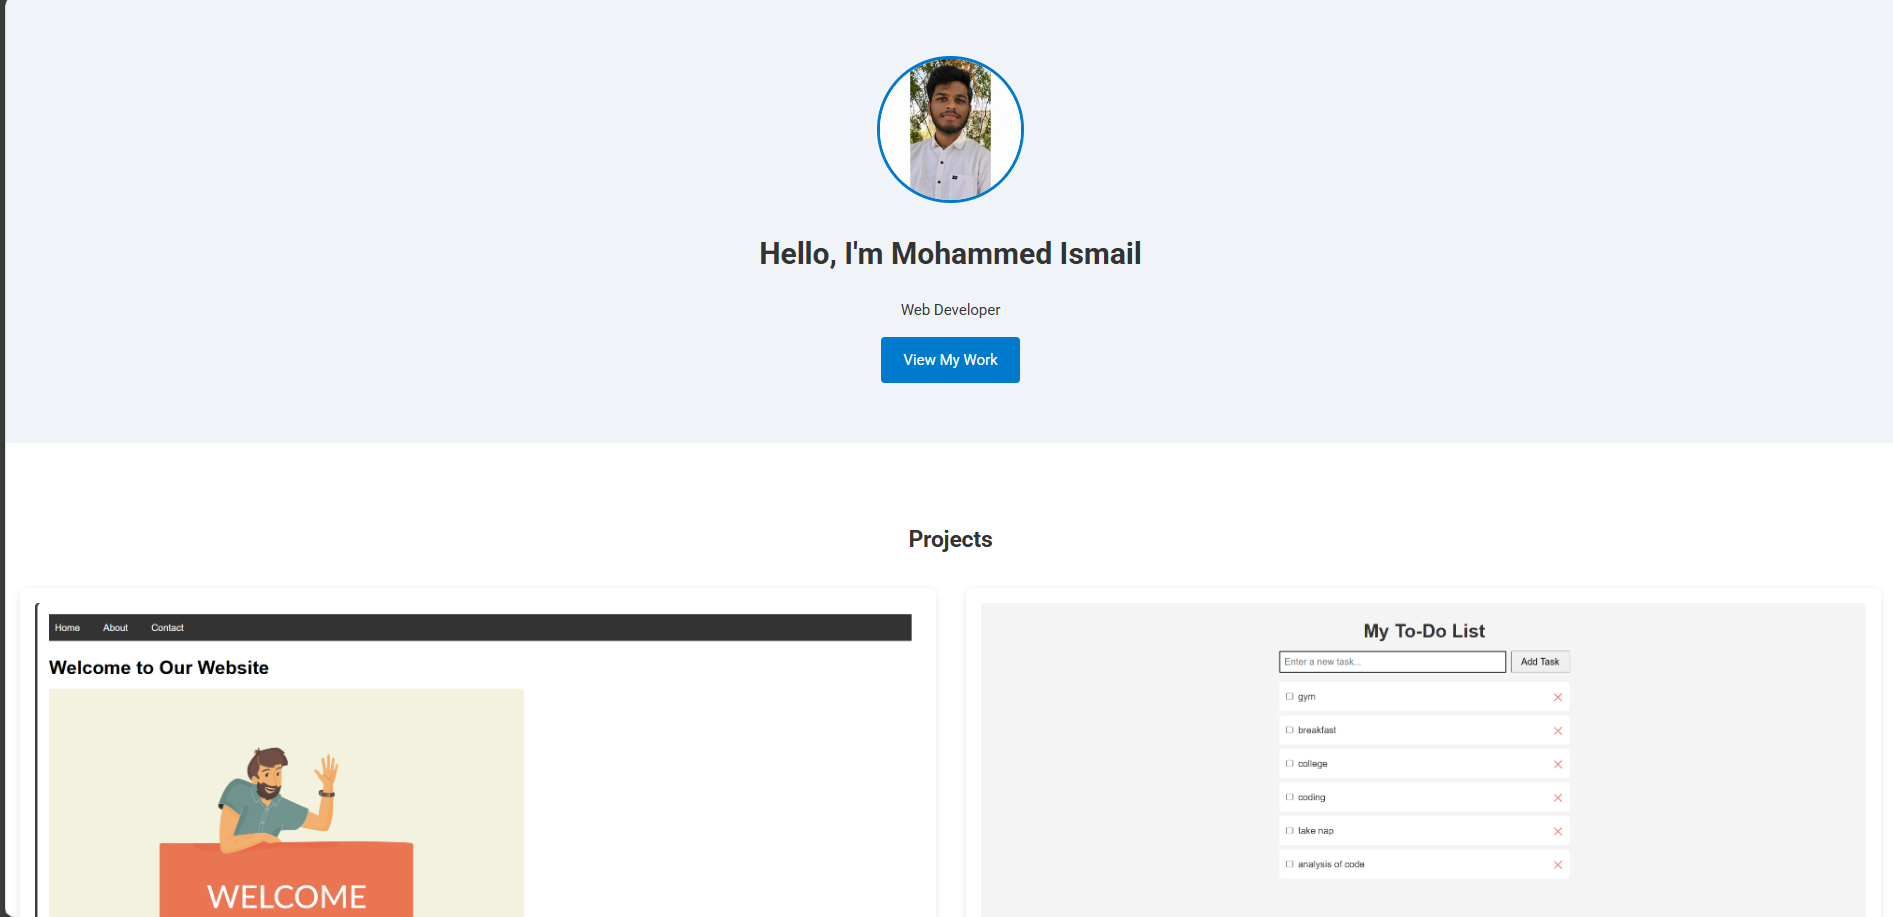 Hello, I'm Mohammed Ismail
Web Developer
View My Work
Projects
Home About Contact
Welcome to Our Website
WELCOME
My To-Do List
Enter a new task... Add Task
gym
breakfast
college
coding
take nap
analysis of code